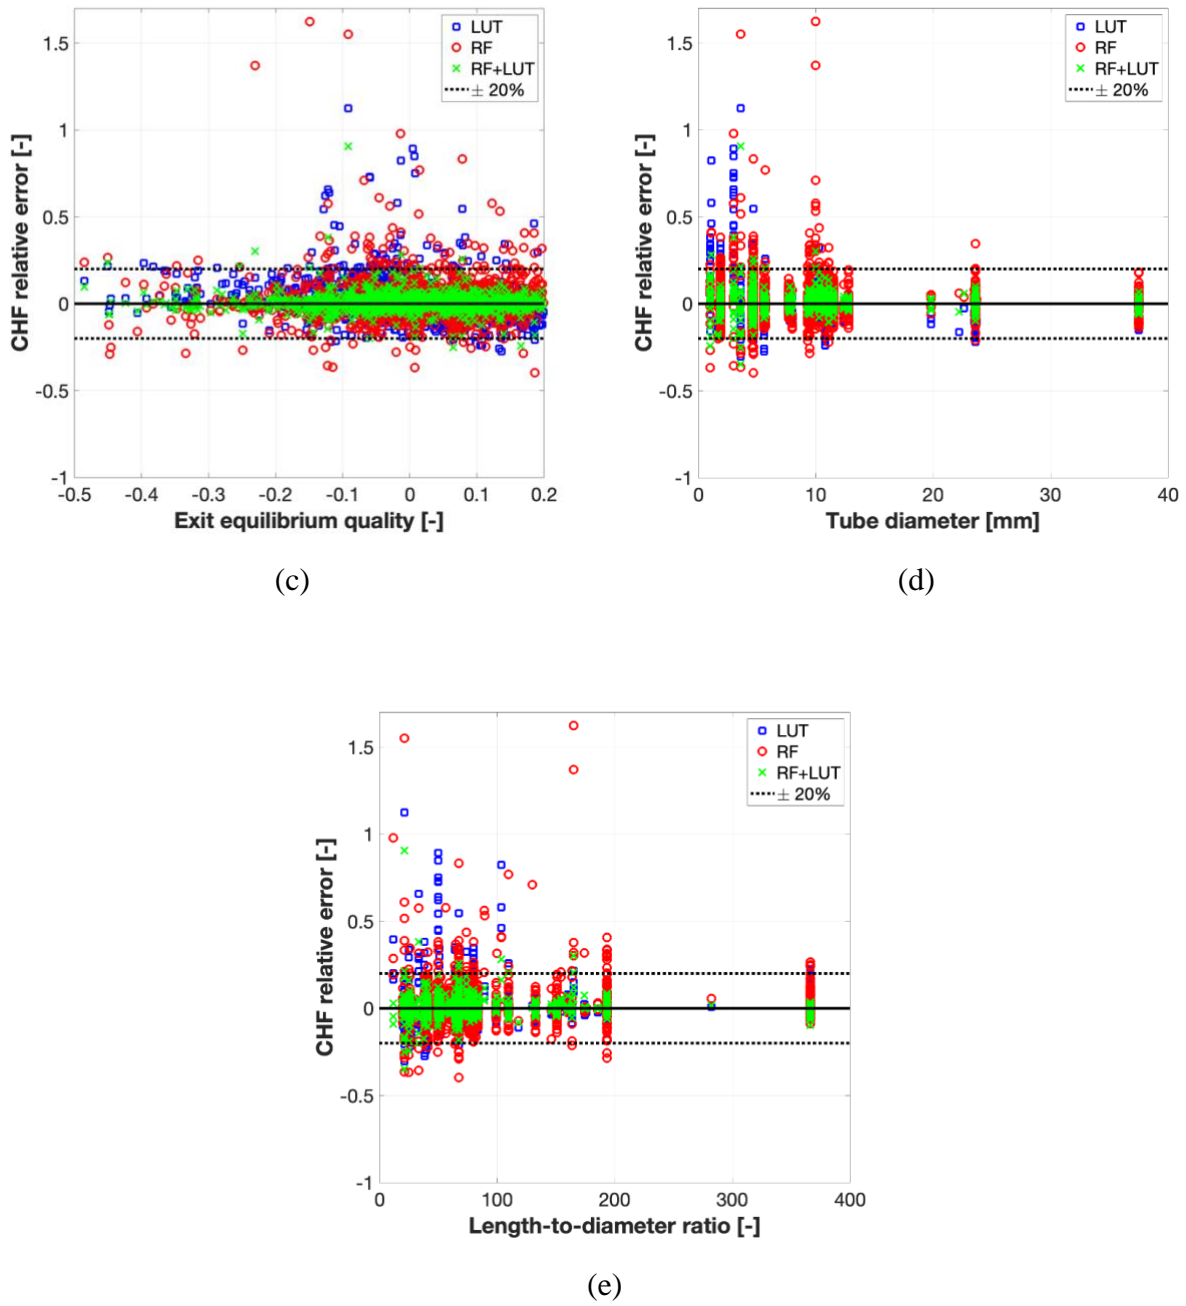 CHF relative error [-]
1.5
1
0.5
0
-0.5
-1
-0.5 -0.4 -0.3 -0.2 -0.1 0 0.1 0.2
Exit equilibrium quality [-]
LUT
RF
RF+LUT
± 20%
(c)
CHF relative error [-]
1.5
1
0.5
0
-0.5
-1
0 10 20 30 40
Tube diameter [mm]
LUT
RF
RF+LUT
± 20%
(d)
CHF relative error [-]
1.5
1
0.5
0
-0.5
-1
0 100 200 300 400
Length-to-diameter ratio [-]
LUT
RF
RF+LUT
± 20%
(e)